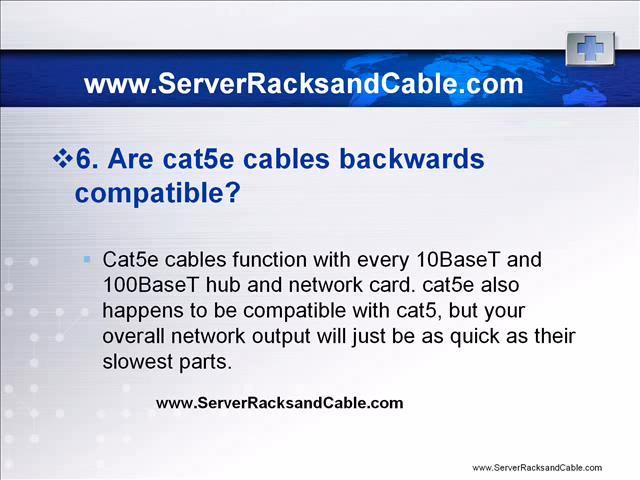 www.ServerRacksandCable.com
❖6. Are cat5e cables backwards
compatible?
▪ Cat5e cables function with every 10BaseT and
100BaseT hub and network card. cat5e also
happens to be compatible with cat5, but your
overall network output will just be as quick as their
slowest parts.
www.ServerRacksandCable.com
www.ServerRacksandCable.com